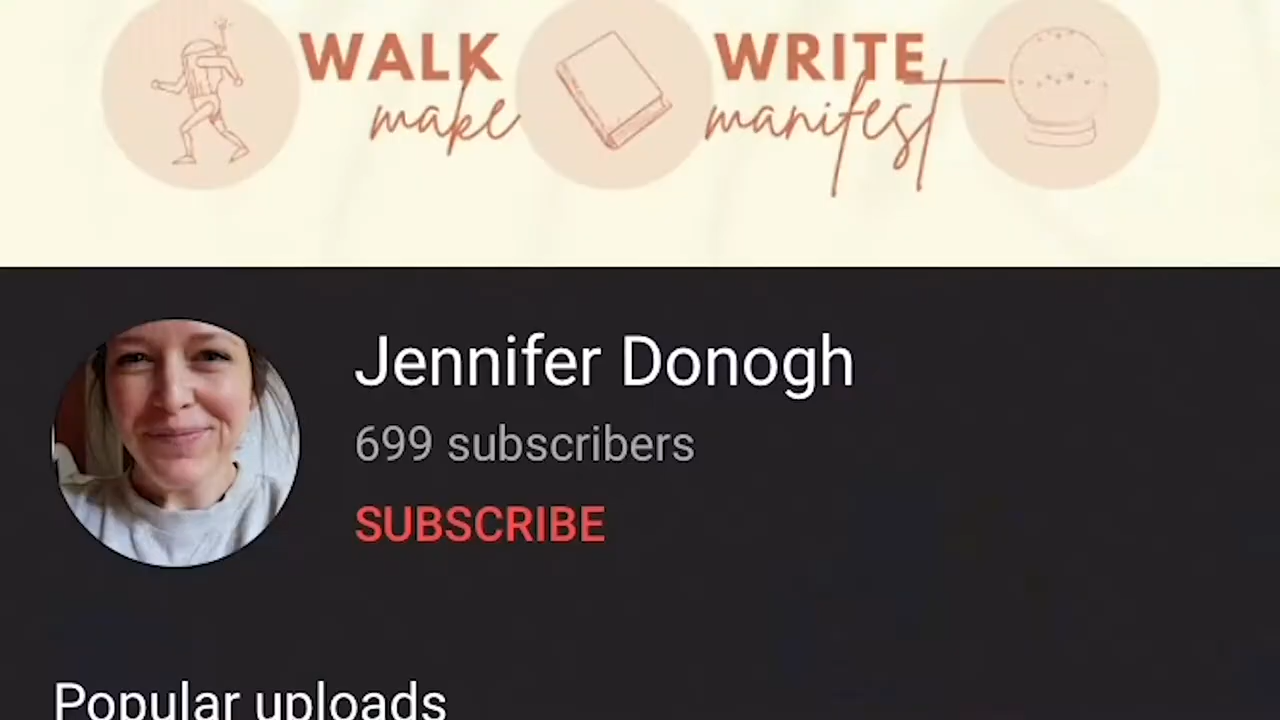 WALK WRITE
make manifest
Jennifer Donogh
699 subscribers
SUBSCRIBE
Popular uploads